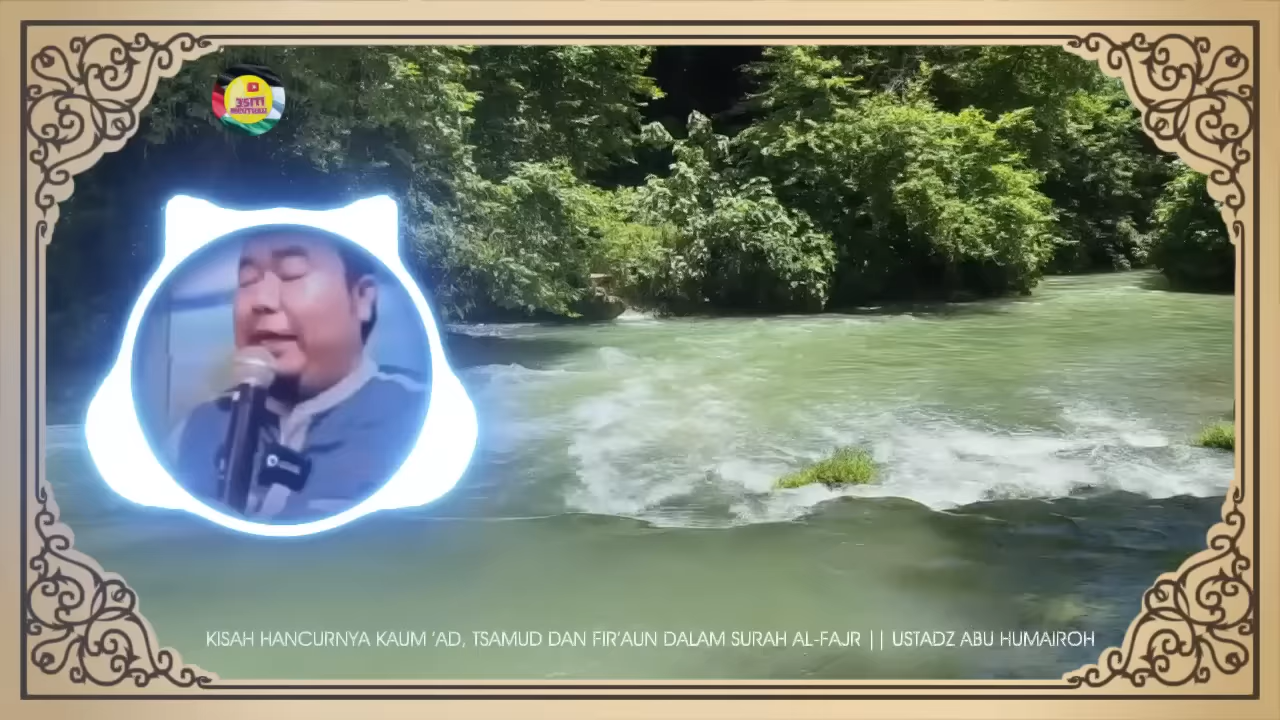 KISAH HANCURNYA KAUM 'AD, TSAMUD DAN FIR'AUN DALAM SURAH AL-FAJR || USTADZ ABU HUMAIROH